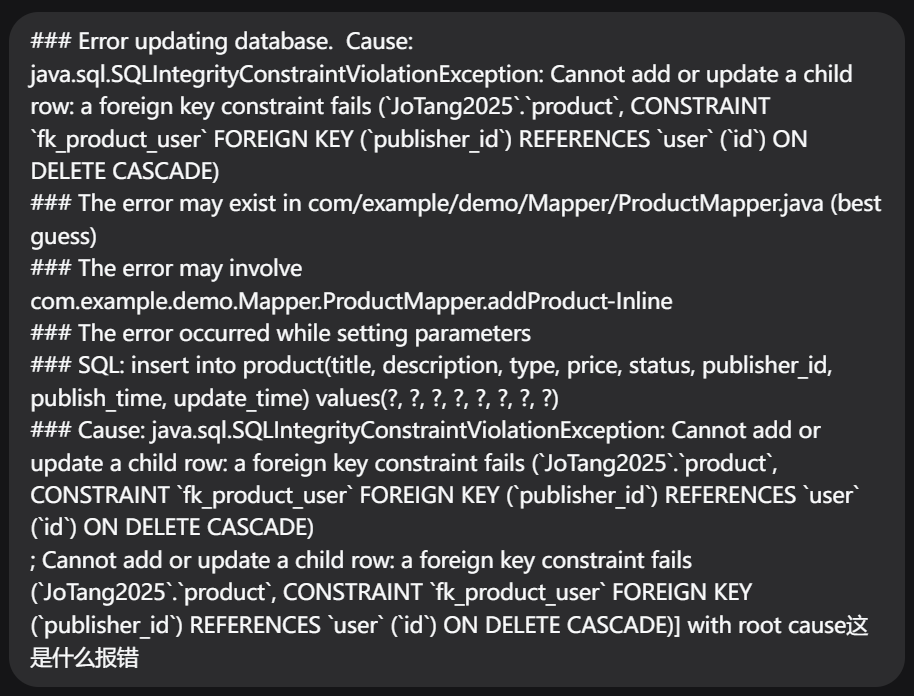 ### Error updating database.  Cause:
java.sql.SQLIntegrityConstraintViolationException: Cannot add or update a child
row: a foreign key constraint fails (`JoTang2025`.`product`, CONSTRAINT
`fk_product_user` FOREIGN KEY (`publisher_id`) REFERENCES `user` (`id`) ON
DELETE CASCADE)
### The error may exist in com/example/demo/Mapper/ProductMapper.java (best
guess)
### The error may involve
com.example.demo.Mapper.ProductMapper.addProduct-Inline
### The error occurred while setting parameters
### SQL: insert into product(title, description, type, price, status, publisher_id,
publish_time, update_time) values(?, ?, ?, ?, ?, ?, ?, ?)
### Cause: java.sql.SQLIntegrityConstraintViolationException: Cannot add or
update a child row: a foreign key constraint fails (`JoTang2025`.`product`,
CONSTRAINT `fk_product_user` FOREIGN KEY (`publisher_id`) REFERENCES `user`
(`id`) ON DELETE CASCADE)
; Cannot add or update a child row: a foreign key constraint fails
(`JoTang2025`.`product`, CONSTRAINT `fk_product_user` FOREIGN KEY
(`publisher_id`) REFERENCES `user` (`id`) ON DELETE CASCADE)] with root cause这
是什么报错